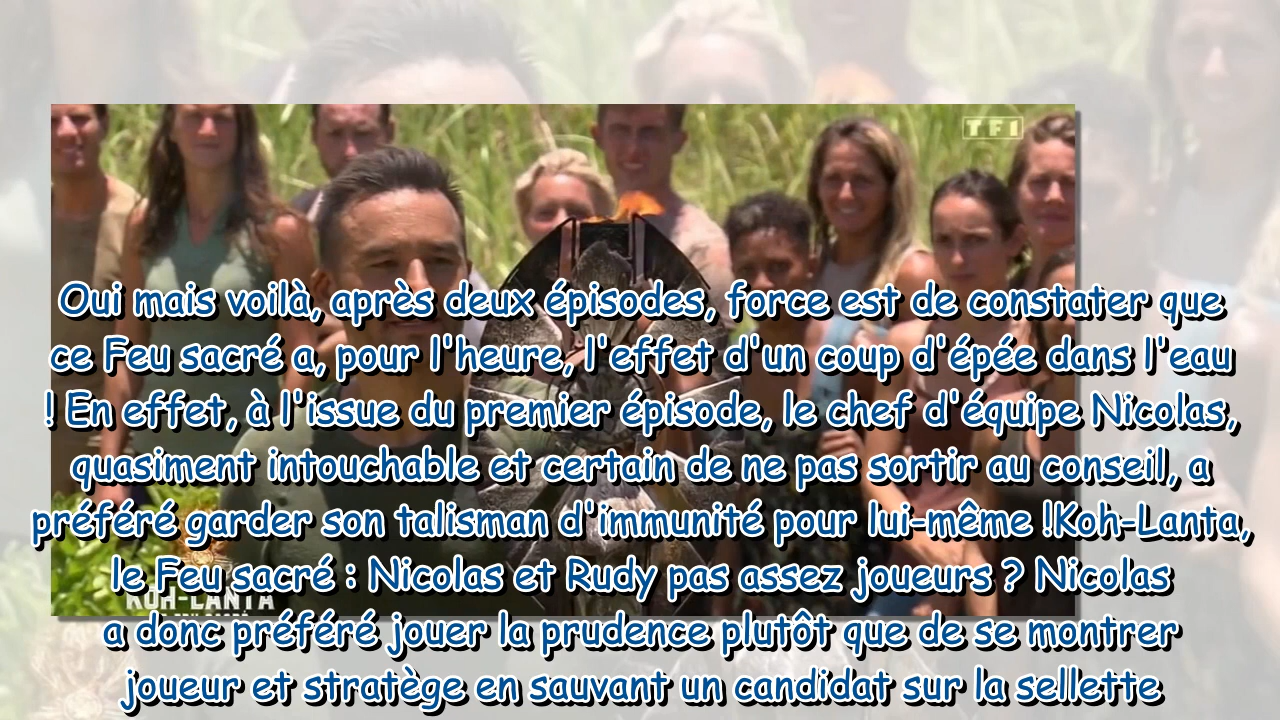 TF1
Oui mais voilà, après deux épisodes, force est de constater que
ce Feu sacré a, pour l'heure, l'effet d'un coup d'épée dans l'eau
! En effet, à l'issue du premier épisode, le chef d'équipe Nicolas,
quasiment intouchable et certain de ne pas sortir au conseil, a
préféré garder son talisman d'immunité pour lui-même !Koh-Lanta,
le Feu sacré : Nicolas et Rudy pas assez joueurs ? Nicolas
KOH-LANTA
a donc préféré jouer la prudence plutôt que de se montrer
joueur et stratège en sauvant un candidat sur la sellette